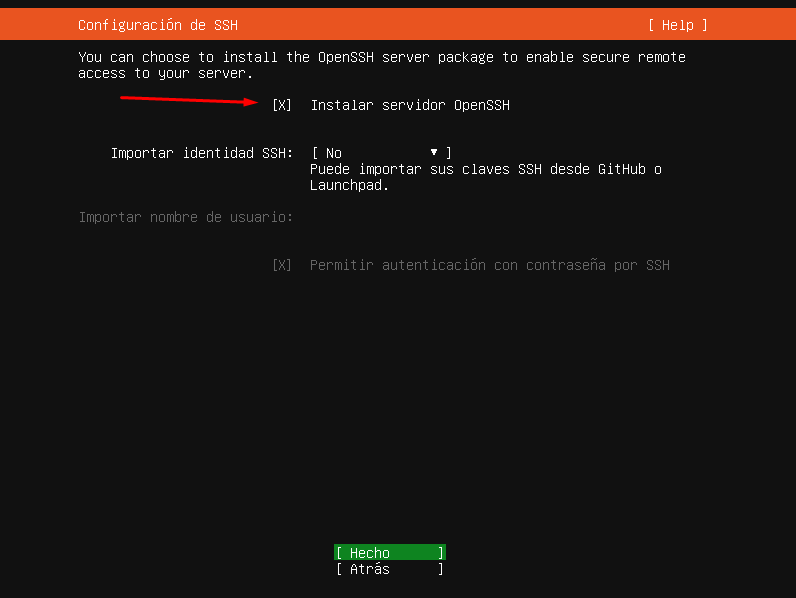 Configuración de SSH [ Help ]
You can choose to install the OpenSSH server package to enable secure remote
access to your server.
[X] Instalar servidor OpenSSH
Importar identidad SSH: [ No ▾ ]
Puede importar sus claves SSH desde GitHub o
Launchpad.
Importar nombre de usuario:
[X] Permitir autenticación con contraseña por SSH
[ Hecho ]
[ Atrás ]